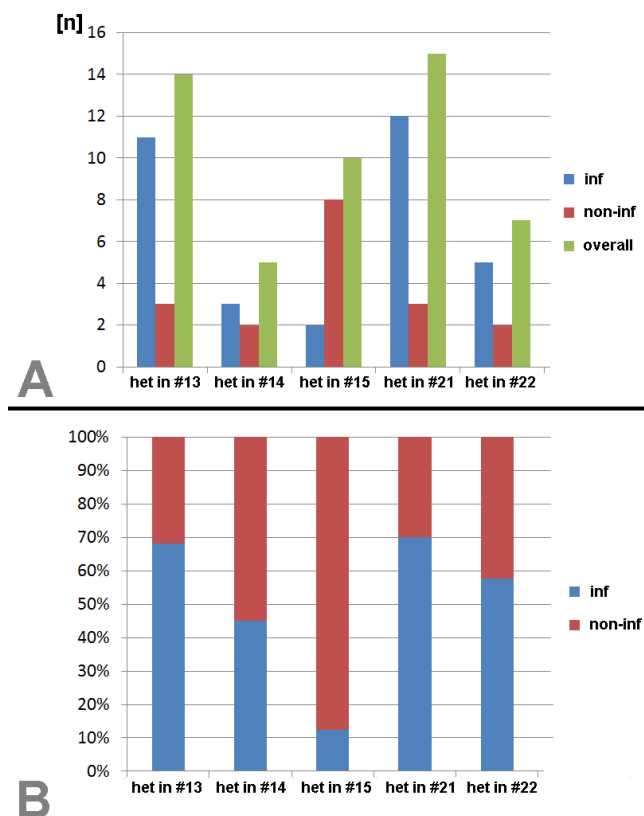 [n]
16
14
12
10
8
6
4
2
0
het in #13 het in #14 het in #15 het in #21 het in #22
inf
non-inf
overall
A
100%
90%
80%
70%
60%
50%
40%
30%
20%
10%
0%
het in #13 het in #14 het in #15 het in #21 het in #22
inf
non-inf
B